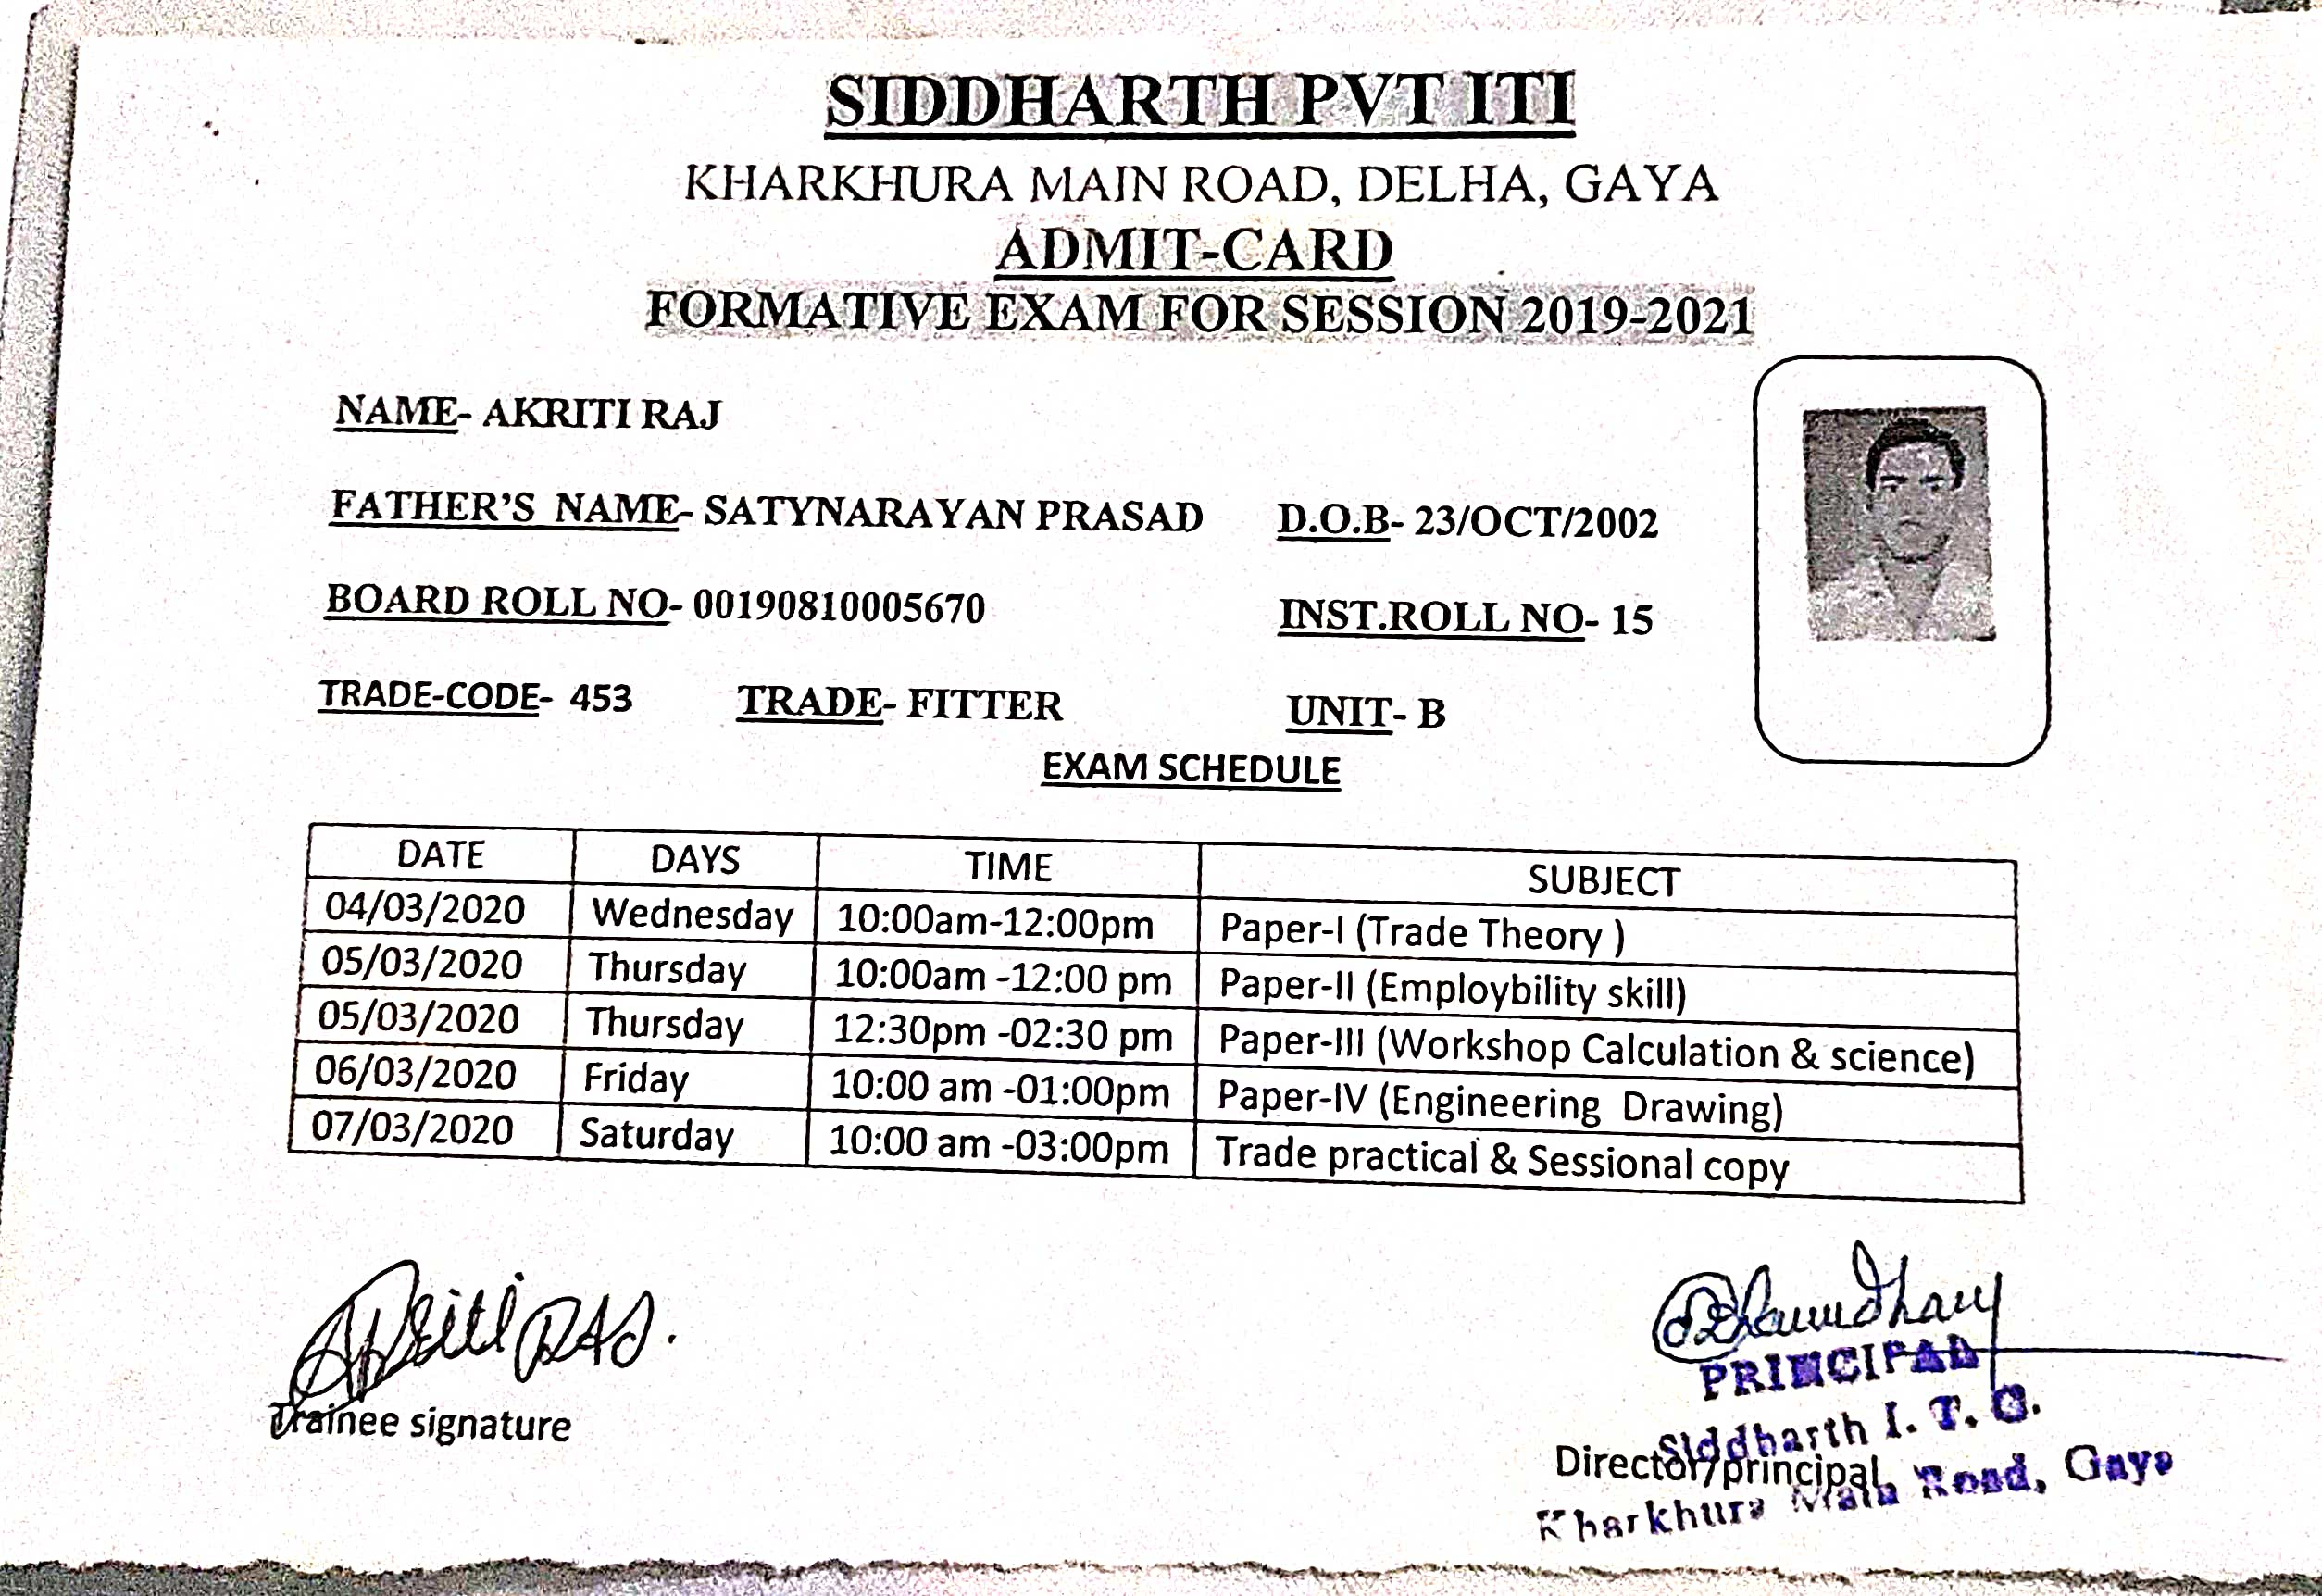 SIDDHARTH PVT ITI
KHARKHURA MAIN ROAD, DELHA, GAYA
ADMIT-CARD
FORMATIVE EXAM FOR SESSION 2019-2021
NAME- AKRITI RAJ
FATHER'S NAME- SATYNARAYAN PRASAD D.O.B- 23/OCT/2002
BOARD ROLL NO- 00190810005670 INST.ROLL NO- 15
TRADE-CODE- 453 TRADE- FITTER UNIT- B
EXAM SCHEDULE
DATE DAYS TIME SUBJECT
04/03/2020 Wednesday 10:00am-12:00pm Paper-I (Trade Theory )
05/03/2020 Thursday 10:00am -12:00 pm Paper-II (Employbility skill)
05/03/2020 Thursday 12:30pm -02:30 pm Paper-III (Workshop Calculation & science)
06/03/2020 Friday 10:00 am -01:00pm Paper-IV (Engineering Drawing)
07/03/2020 Saturday 10:00 am -03:00pm Trade practical & Sessional copy
Akriti RAJ.
Trainee signature
PRINCIPAL
Siddharth I. T. C.
Director/principal
Kharkhura Main Road, Gaya